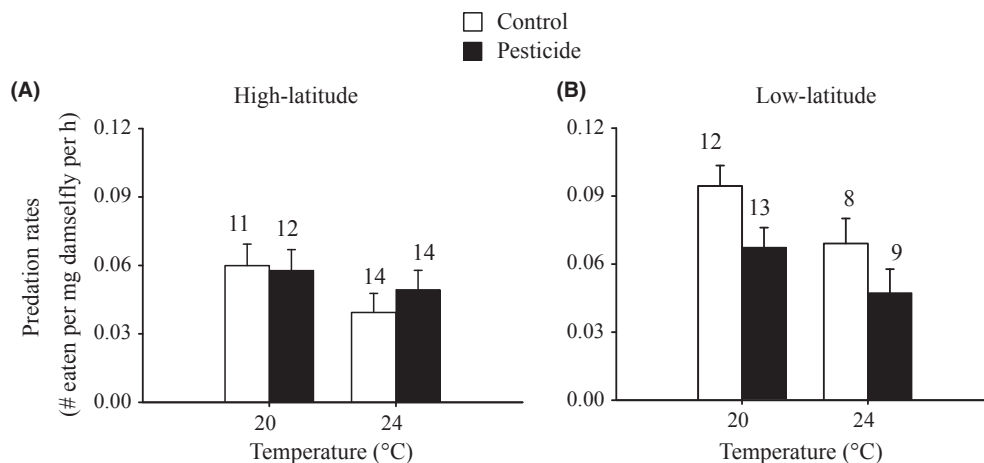 Control
Pesticide
(A)
High-latitude
(B)
Low-latitude
Predation rates
(# eaten per mg damselfly per h)
0.12
0.09
0.06
0.03
0.00
11
12
14
14
20
24
Temperature (°C)
0.12
0.09
0.06
0.03
0.00
12
13
8
9
20
24
Temperature (°C)